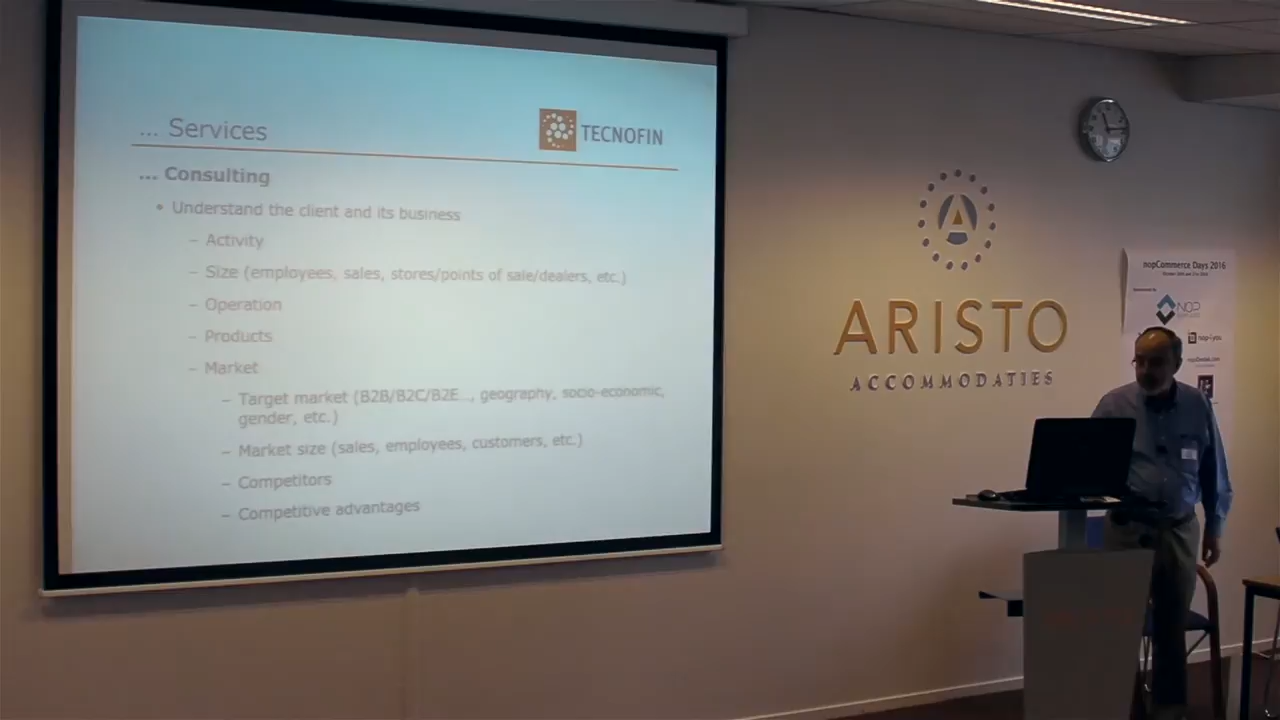 ... Services
TECNOFIN
... Consulting
• Understand the client and its business
– Activity
– Size (employees, sales, stores/points of sale/dealers, etc.)
– Operation
– Products
– Market
– Target market (B2B/B2C/B2E..., geography, socio-economic,
gender, etc.)
– Market size (sales, employees, customers, etc.)
– Competitors
– Competitive advantages
A
ARISTO
ACCOMMODATIES
nopCommerce Days 2016
NOP
nop4you